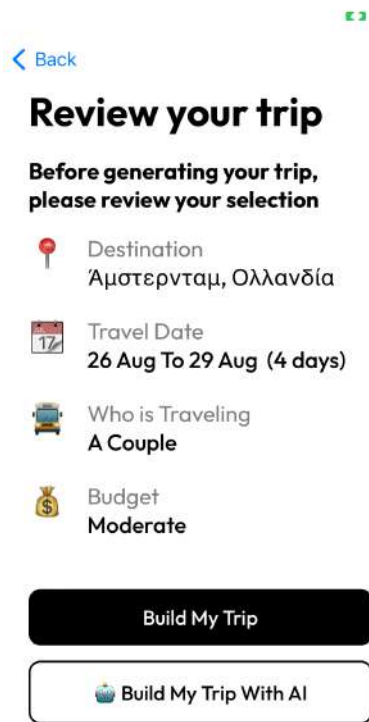 Back
Review your trip
Before generating your trip,
please review your selection
Destination
Άμστερνταμ, Ολλανδία
Travel Date
26 Aug To 29 Aug (4 days)
Who is Traveling
A Couple
Budget
Moderate
Build My Trip
Build My Trip With AI